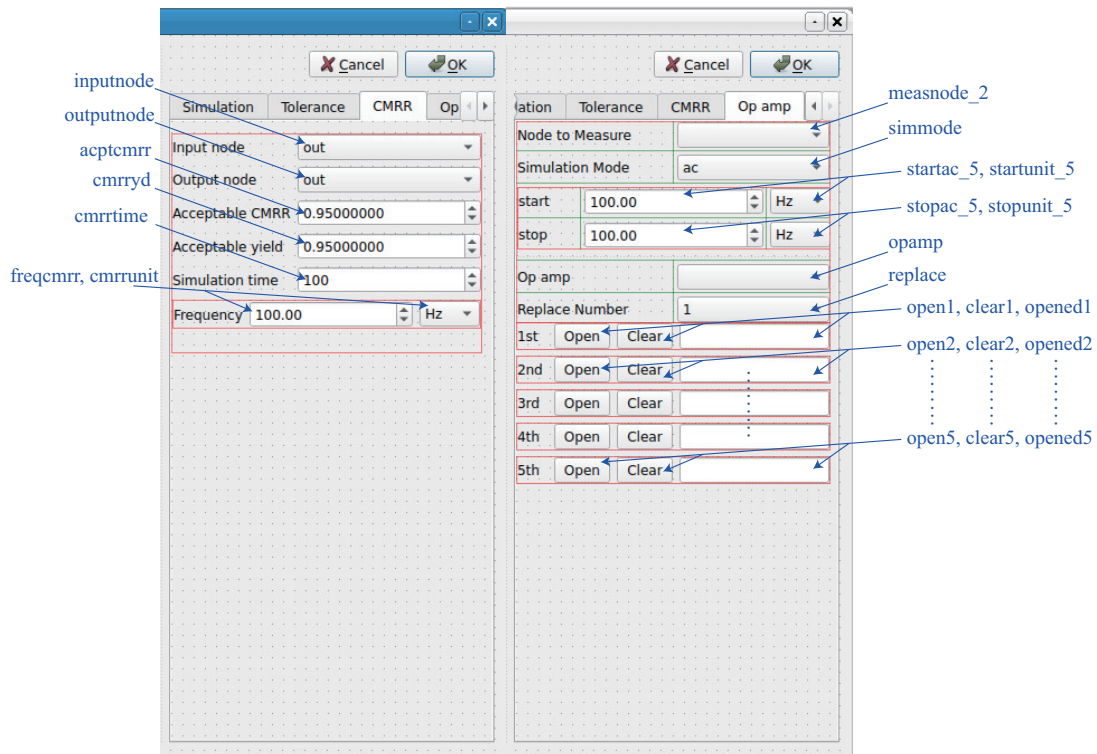 Cancel OK
Cancel OK
inputnode
outputnode
acptcmrr
cmrryd
cmrrtime
freqcmrr, cmrrunit
Simulation Tolerance CMRR Op
Input node out
Output node out
Acceptable CMRR 0.95000000
Acceptable yield 0.95000000
Simulation time 100
Frequency 100.00 Hz
lation Tolerance CMRR Op amp
Node to Measure
Simulation Mode ac
start 100.00 Hz
stop 100.00 Hz
Op amp
Replace Number 1
1st Open Clear
2nd Open Clear
3rd Open Clear
4th Open Clear
5th Open Clear
measnode_2
simmode
startac_5, startunit_5
stopac_5, stopunit_5
opamp
replace
open1, clear1, opened1
open2, clear2, opened2
open5, clear5, opened5